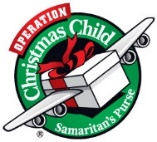 OPERATION
Christmas Child
Samaritan's Purse
®